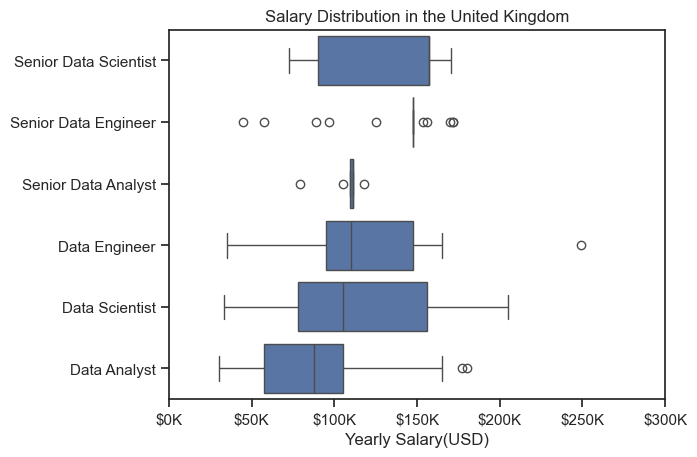 Salary Distribution in the United Kingdom
Senior Data Scientist
Senior Data Engineer
Senior Data Analyst
Data Engineer
Data Scientist
Data Analyst
$0K $50K $100K $150K $200K $250K $300K
Yearly Salary(USD)